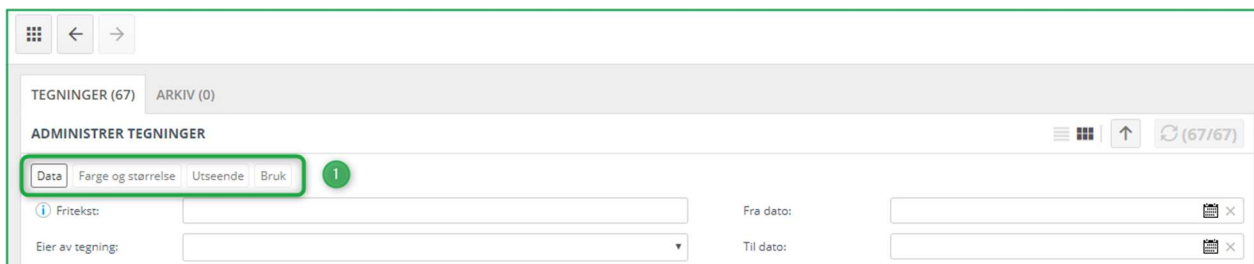 TEGNINGER (67) ARKIV (0)
ADMINISTRER TEGNINGER (67/67)
Data Farge og størrelse Utseende Bruk 1
Fritekst: Fra dato:
Eier av tegning: Til dato: